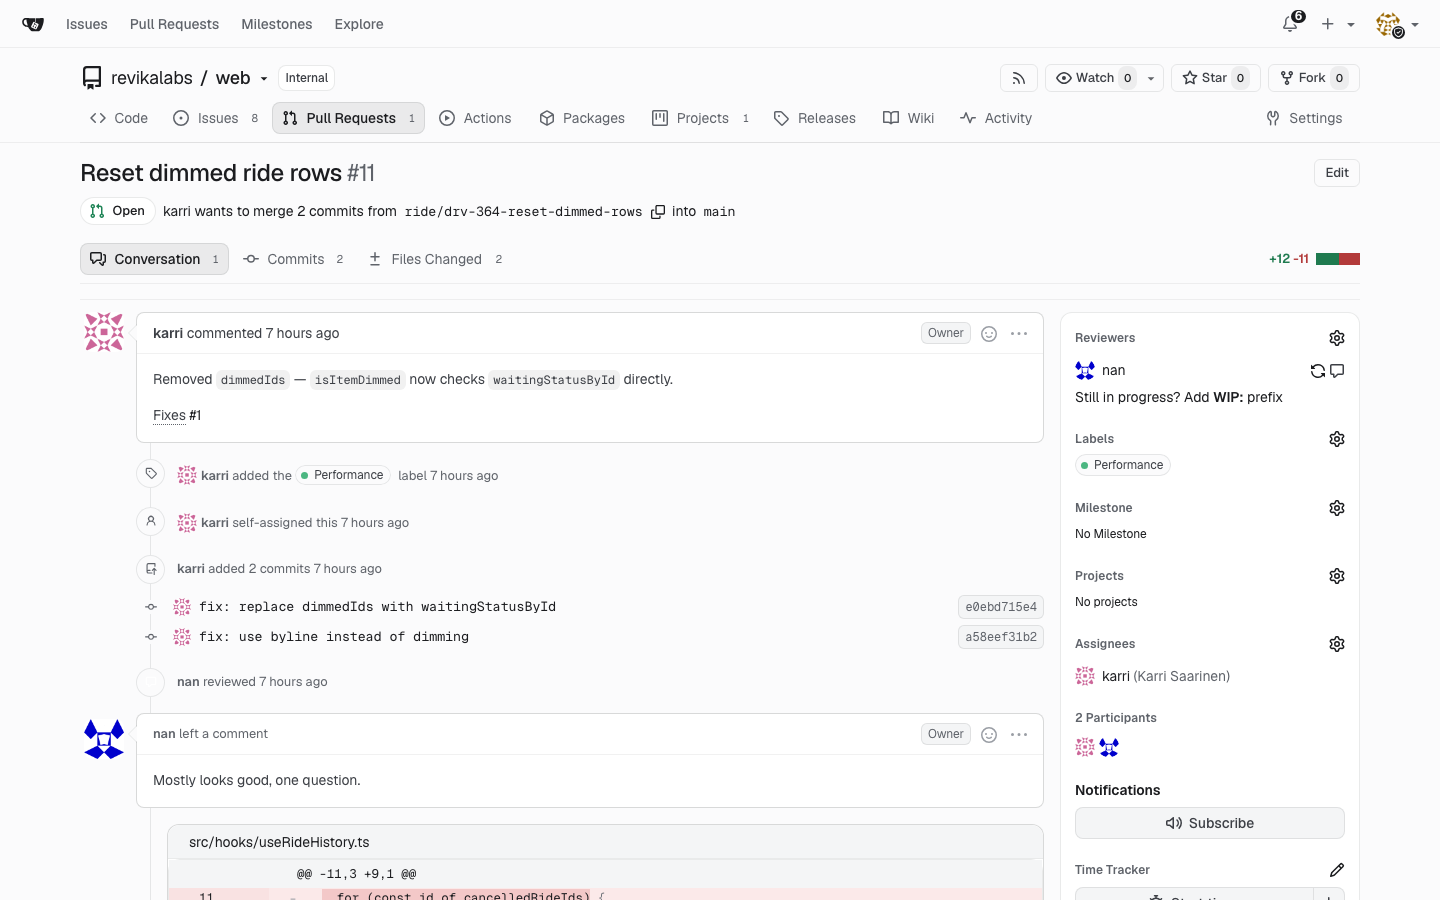 Issues Pull Requests Milestones Explore 6
revikalabs / web Internal Watch 0 Star 0 Fork 0
Code Issues 8 Pull Requests 1 Actions Packages Projects 1 Releases Wiki Activity Settings
Reset dimmed ride rows #11 Edit
Open karri wants to merge 2 commits from ride/drv-364-reset-dimmed-rows into main
Conversation 1 Commits 2 Files Changed 2 +12 -11
karri commented 7 hours ago Owner
Removed dimmedIds — isItemDimmed now checks waitingStatusById directly.
Fixes #1
karri added the Performance label 7 hours ago
karri self-assigned this 7 hours ago
karri added 2 commits 7 hours ago
fix: replace dimmedIds with waitingStatusById e0ebd715e4
fix: use byline instead of dimming a58eef31b2
nan reviewed 7 hours ago
nan left a comment Owner
Mostly looks good, one question.
src/hooks/useRideHistory.ts
@@ -11,3 +9,1 @@
11 - for (const id of cancelledRideIds) {
Reviewers
nan
Still in progress? Add WIP: prefix
Labels
Performance
Milestone
No Milestone
Projects
No projects
Assignees
karri (Karri Saarinen)
2 Participants
Notifications
Subscribe
Time Tracker